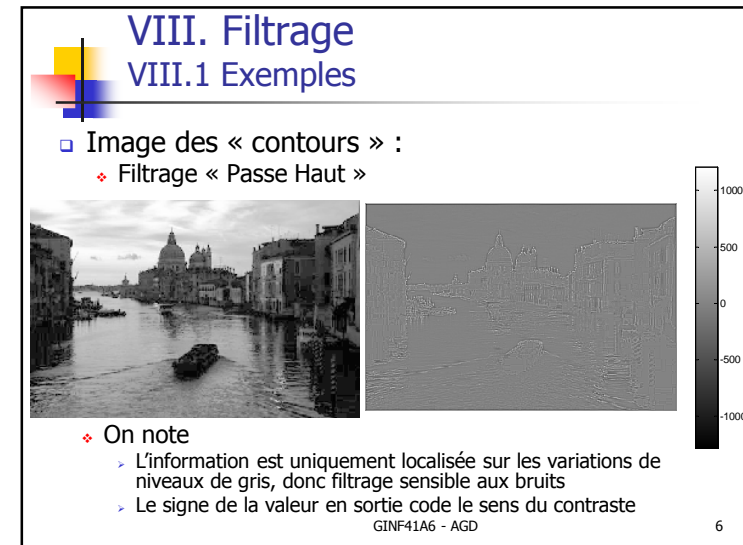 VIII. Filtrage
VIII.1 Exemples
Image des « contours » :
Filtrage « Passe Haut »
1000
500
0
-500
-1000
On note
L'information est uniquement localisée sur les variations de
niveaux de gris, donc filtrage sensible aux bruits
Le signe de la valeur en sortie code le sens du contraste
GINF41A6 - AGD
6